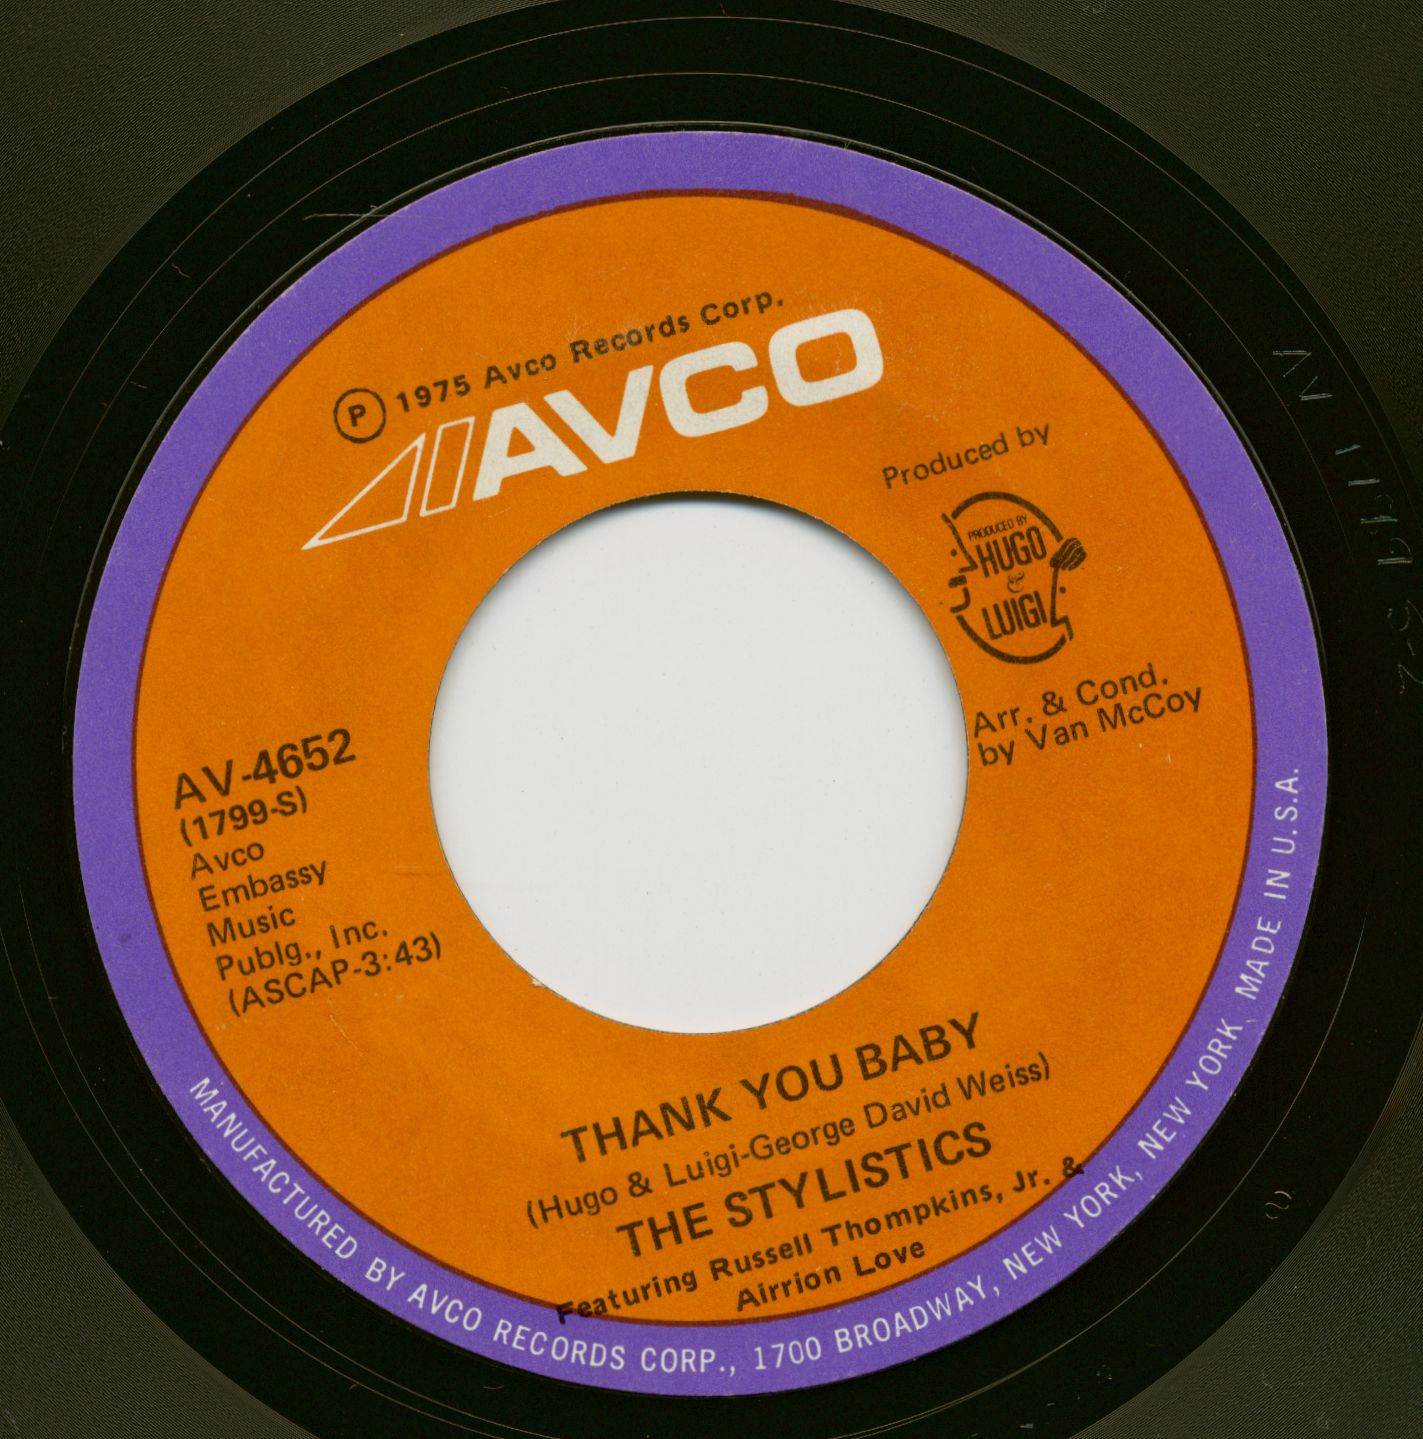 Ⓟ 1975 Avco Records Corp.
AVCO
Produced by
PRODUCED BY
HUGO
&
LUIGI
Arr. & Cond.
by Van McCoy
AV-4652
(1799-S)
Avco
Embassy
Music
Publg., Inc.
(ASCAP-3:43)
THANK YOU BABY
(Hugo & Luigi-George David Weiss)
THE STYLISTICS
Featuring Russell Thompkins, Jr. &
Airrion Love
MANUFACTURED BY AVCO RECORDS CORP., 1700 BROADWAY, NEW YORK, NEW YORK. MADE IN U.S.A.